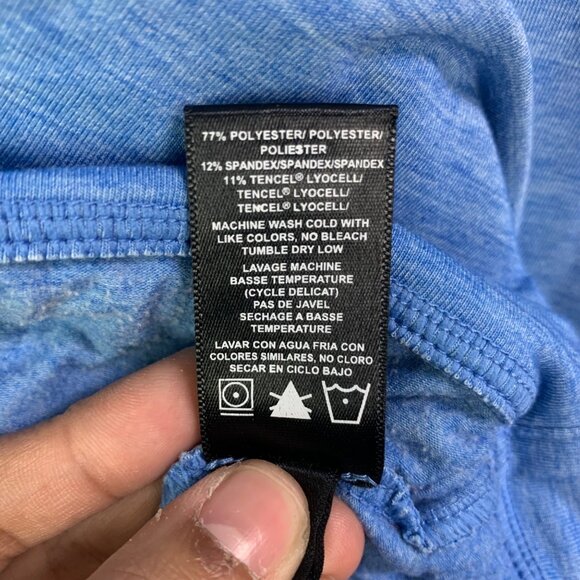 77% POLYESTER/ POLYESTER/
POLIESTER
12% SPANDEX/SPANDEX/SPANDEX
11% TENCEL® LYOCELL/
TENCEL® LYOCELL/
TENCEL® LYOCELL/
MACHINE WASH COLD WITH
LIKE COLORS, NO BLEACH
TUMBLE DRY LOW
LAVAGE MACHINE
BASSE TEMPERATURE
(CYCLE DELICAT)
PAS DE JAVEL
SECHAGE A BASSE
TEMPERATURE
LAVAR CON AGUA FRIA CON
COLORES SIMILARES, NO CLORO
SECAR EN CICLO BAJO